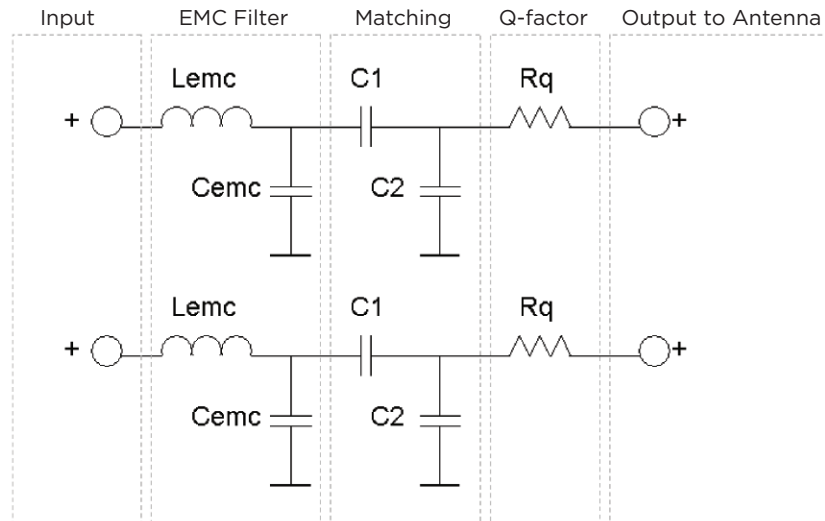 Input EMC Filter Matching Q-factor Output to Antenna
Lemc C1 Rq
+ +
Cemc C2
Lemc C1 Rq
+ +
Cemc C2